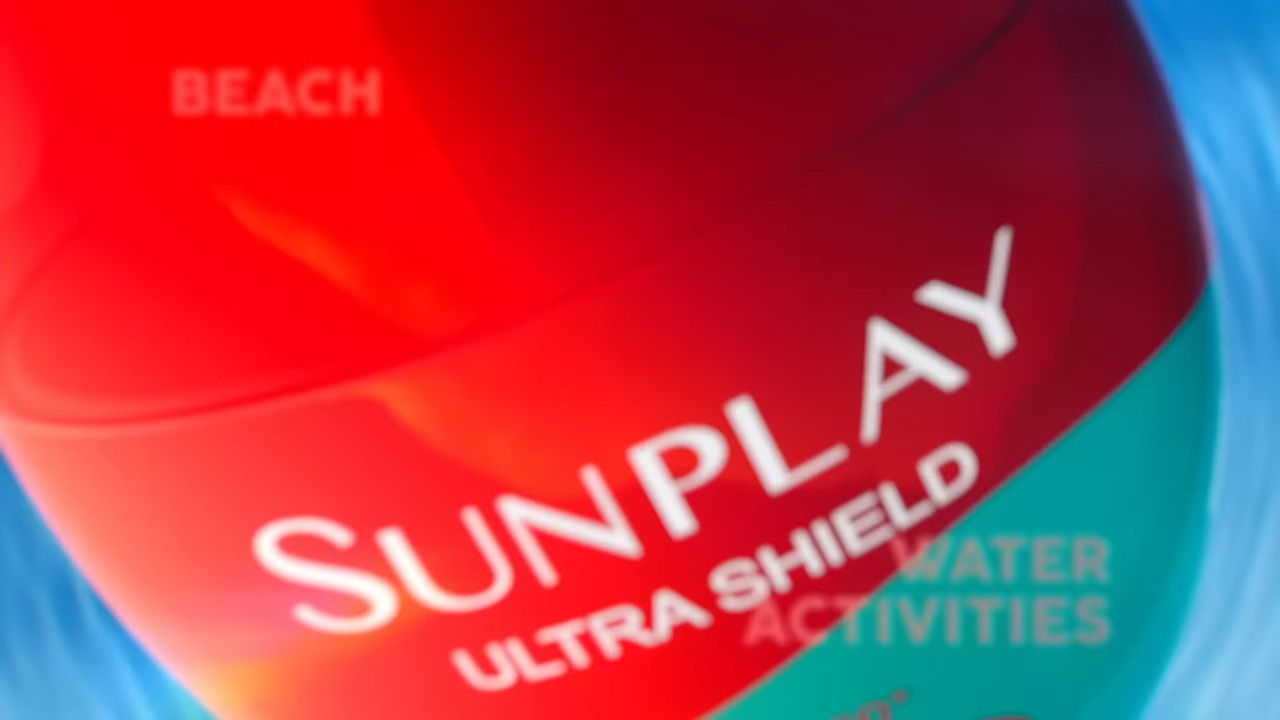 BEACH
SUNPLAY
ULTRA SHIELD
WATER
ACTIVITIES